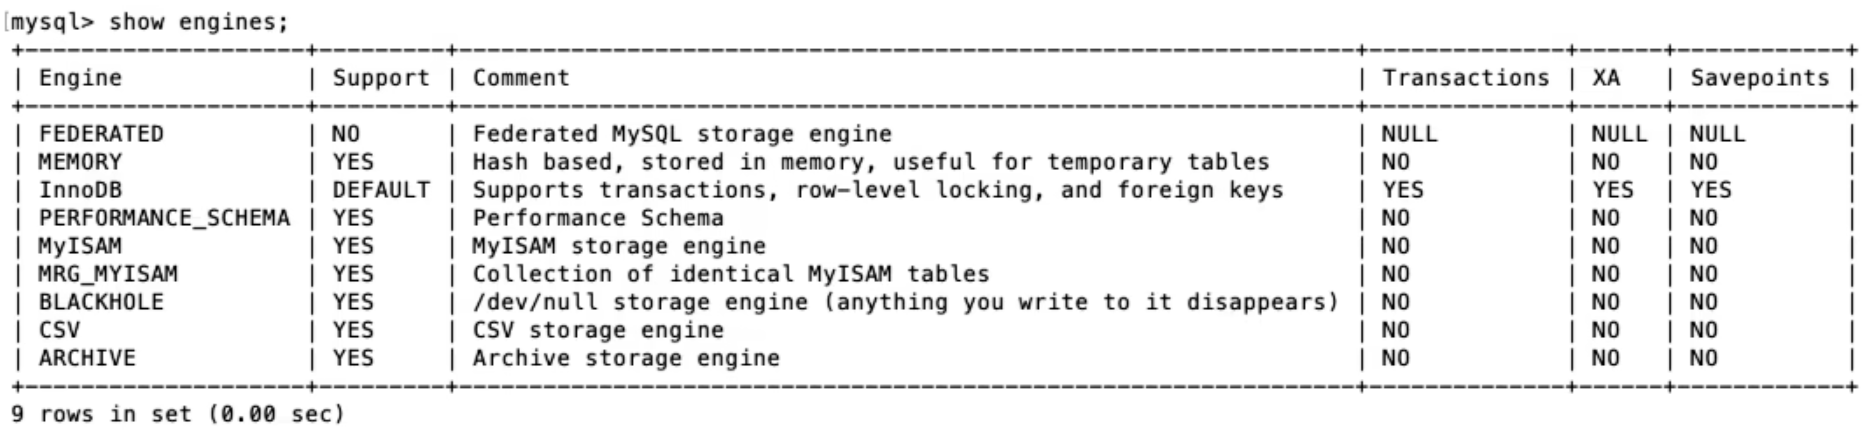 [mysql> show engines;
+--------------------+---------+----------------------------------------------------------------+--------------+------+------------+
| Engine             | Support | Comment                                                        | Transactions | XA   | Savepoints |
+--------------------+---------+----------------------------------------------------------------+--------------+------+------------+
| FEDERATED          | NO      | Federated MySQL storage engine                                 | NULL         | NULL | NULL       |
| MEMORY             | YES     | Hash based, stored in memory, useful for temporary tables      | NO           | NO   | NO         |
| InnoDB             | DEFAULT | Supports transactions, row-level locking, and foreign keys     | YES          | YES  | YES        |
| PERFORMANCE_SCHEMA | YES     | Performance Schema                                             | NO           | NO   | NO         |
| MyISAM             | YES     | MyISAM storage engine                                          | NO           | NO   | NO         |
| MRG_MYISAM         | YES     | Collection of identical MyISAM tables                          | NO           | NO   | NO         |
| BLACKHOLE          | YES     | /dev/null storage engine (anything you write to it disappears) | NO           | NO   | NO         |
| CSV                | YES     | CSV storage engine                                             | NO           | NO   | NO         |
| ARCHIVE            | YES     | Archive storage engine                                         | NO           | NO   | NO         |
+--------------------+---------+----------------------------------------------------------------+--------------+------+------------+
9 rows in set (0.00 sec)